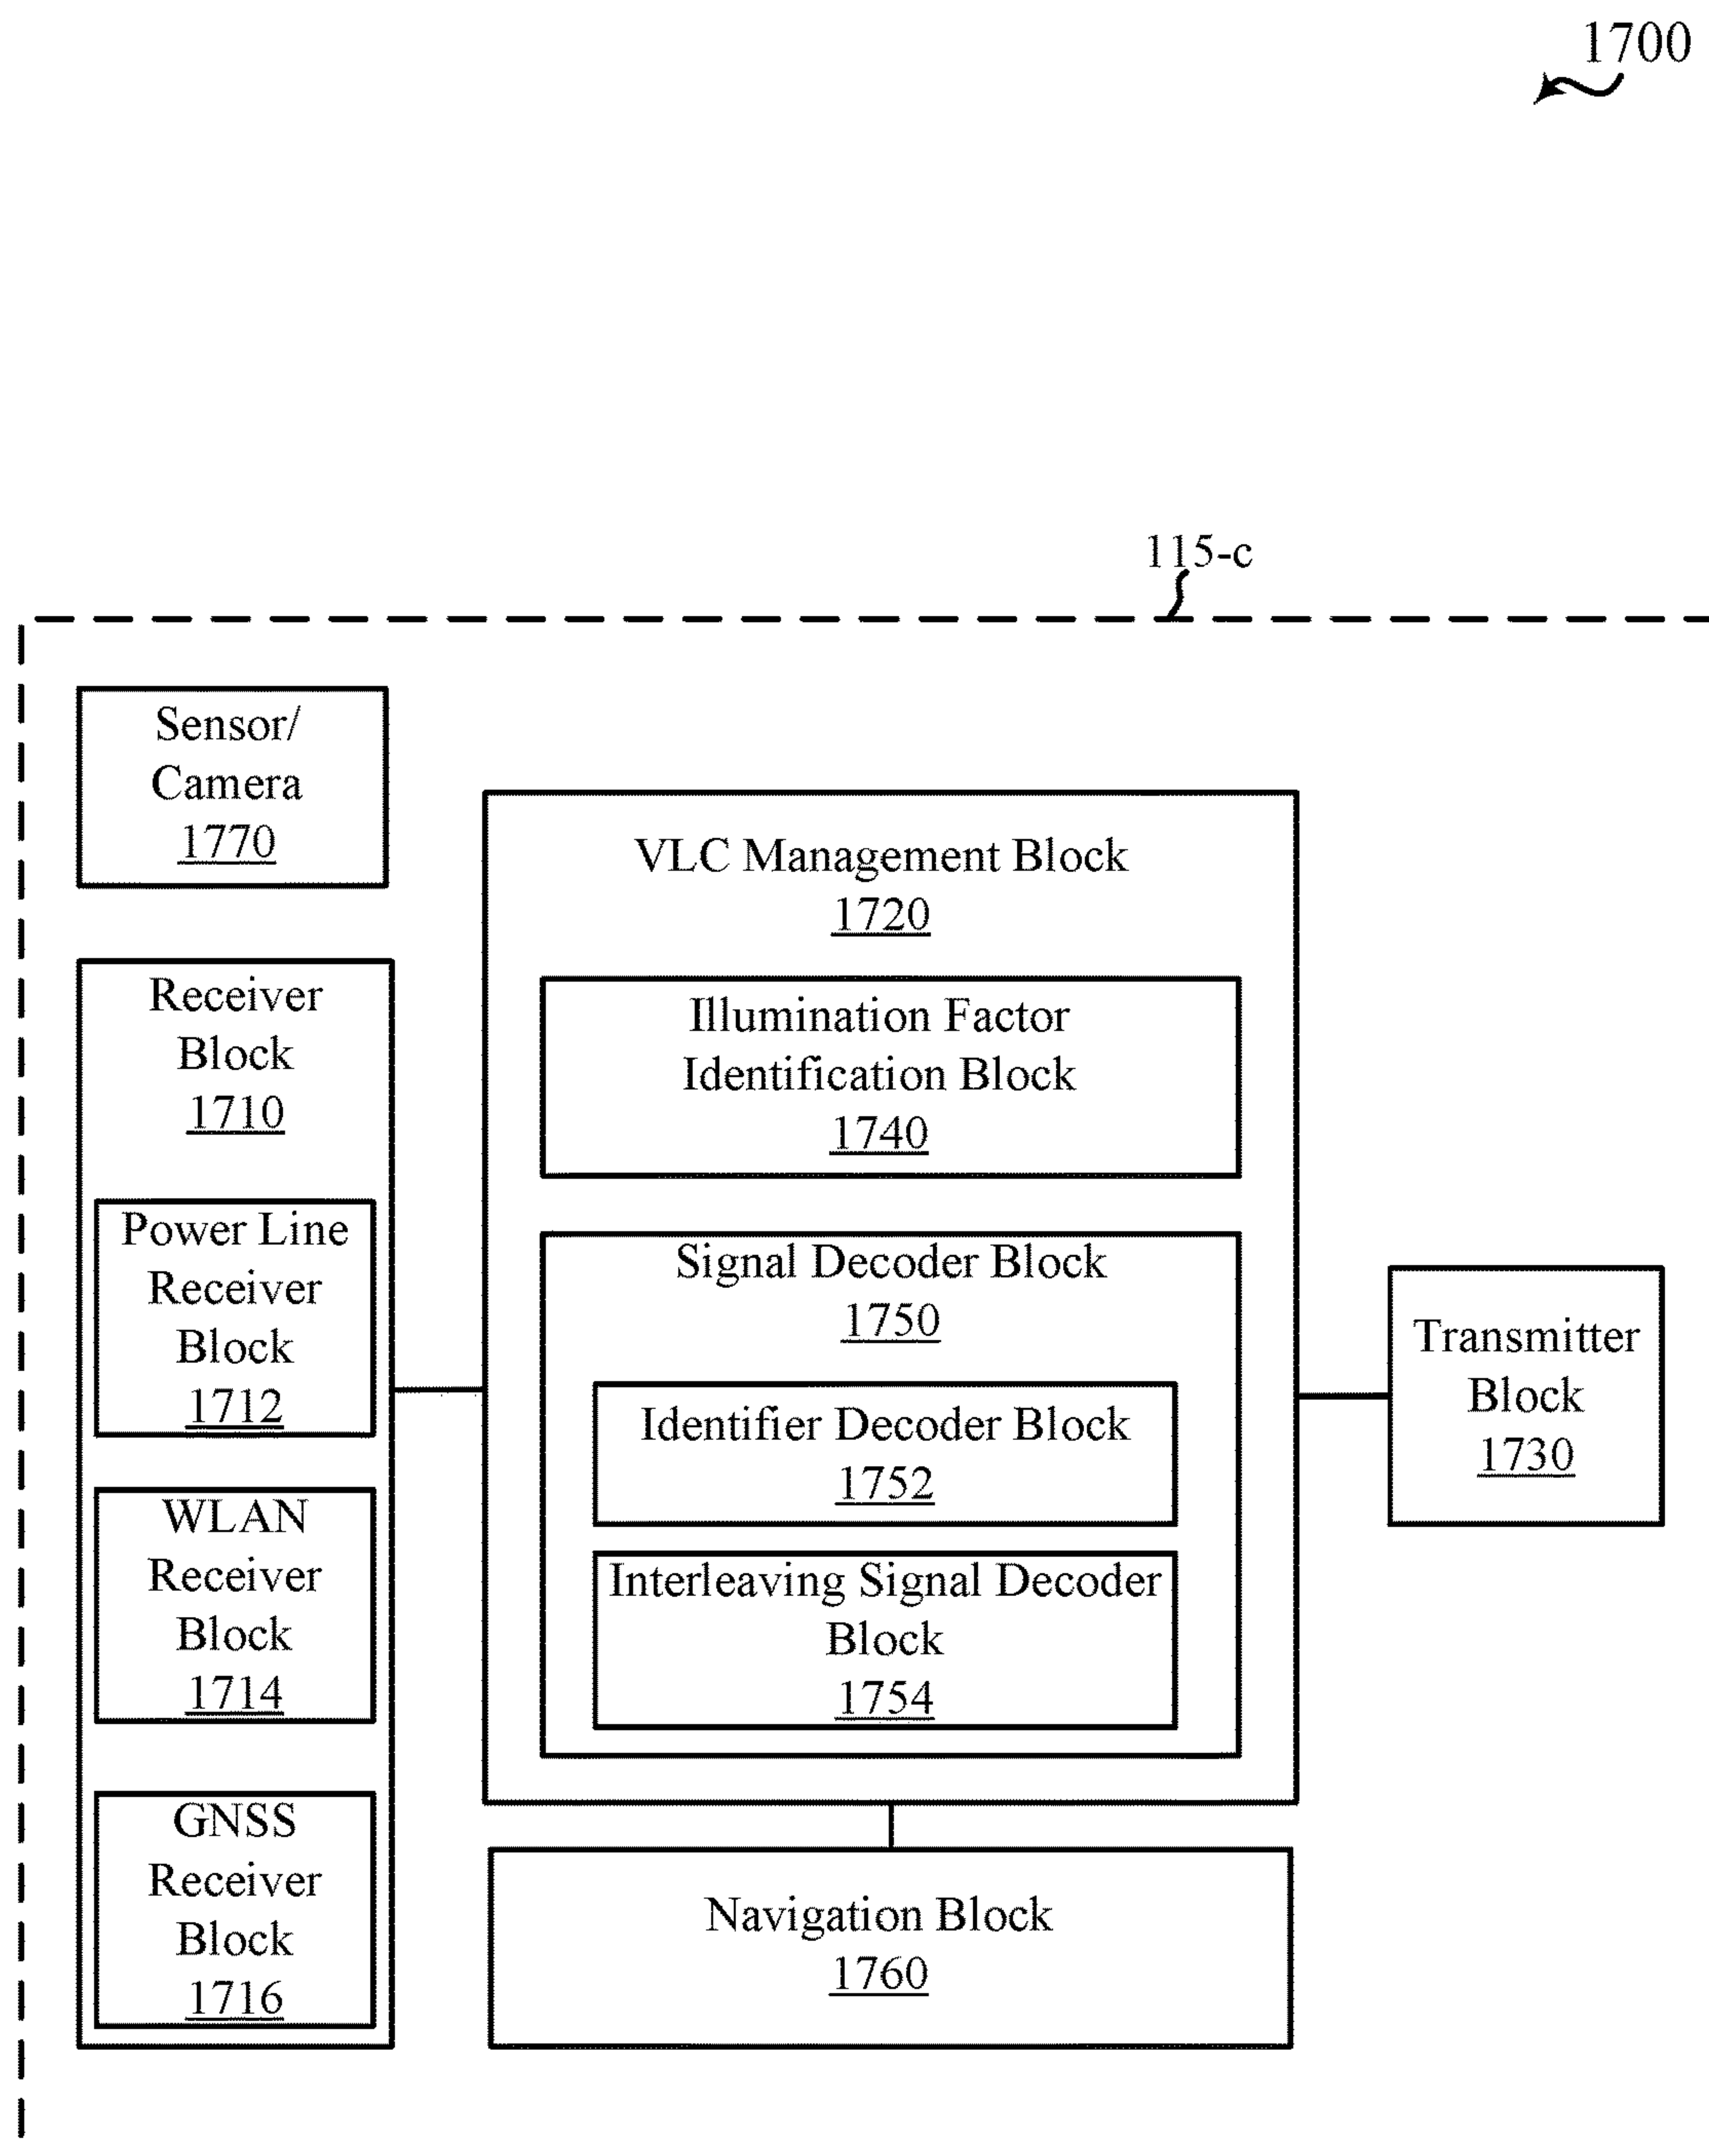 1700
115-c
Sensor/
Camera
1770
Receiver
Block
1710
Power Line
Receiver
Block
1712
WLAN
Receiver
Block
1714
GNSS
Receiver
Block
1716
VLC Management Block
1720
Illumination Factor
Identification Block
1740
Signal Decoder Block
1750
Identifier Decoder Block
1752
Interleaving Signal Decoder
Block
1754
Navigation Block
1760
Transmitter
Block
1730